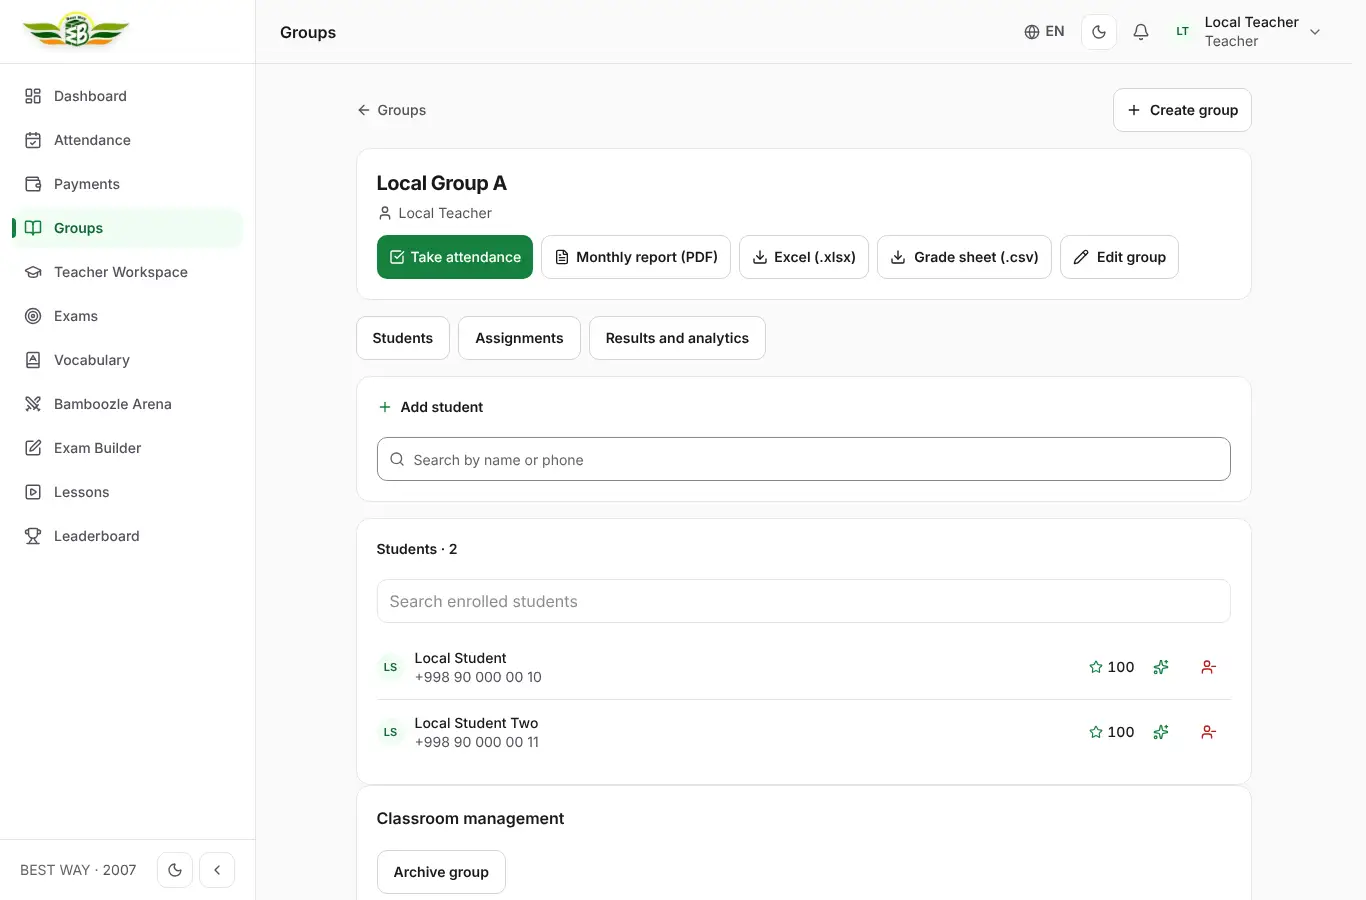 Groups
EN
LT
Local Teacher
Teacher
Dashboard
Attendance
Payments
Groups
Teacher Workspace
Exams
Vocabulary
Bamboozle Arena
Exam Builder
Lessons
Leaderboard
BEST WAY · 2007
Groups
Create group
Local Group A
Local Teacher
Take attendance
Monthly report (PDF)
Excel (.xlsx)
Grade sheet (.csv)
Edit group
Students
Assignments
Results and analytics
Add student
Search by name or phone
Students · 2
Search enrolled students
LS
Local Student
+998 90 000 00 10
100
LS
Local Student Two
+998 90 000 00 11
100
Classroom management
Archive group